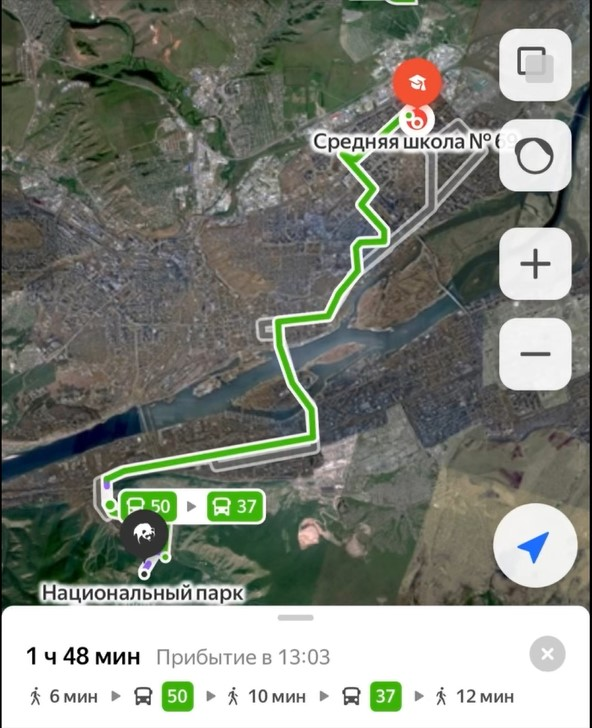 Средняя школа № 69
50 37
Национальный парк
1 ч 48 мин Прибытие в 13:03
6 мин 50 10 мин 37 12 мин